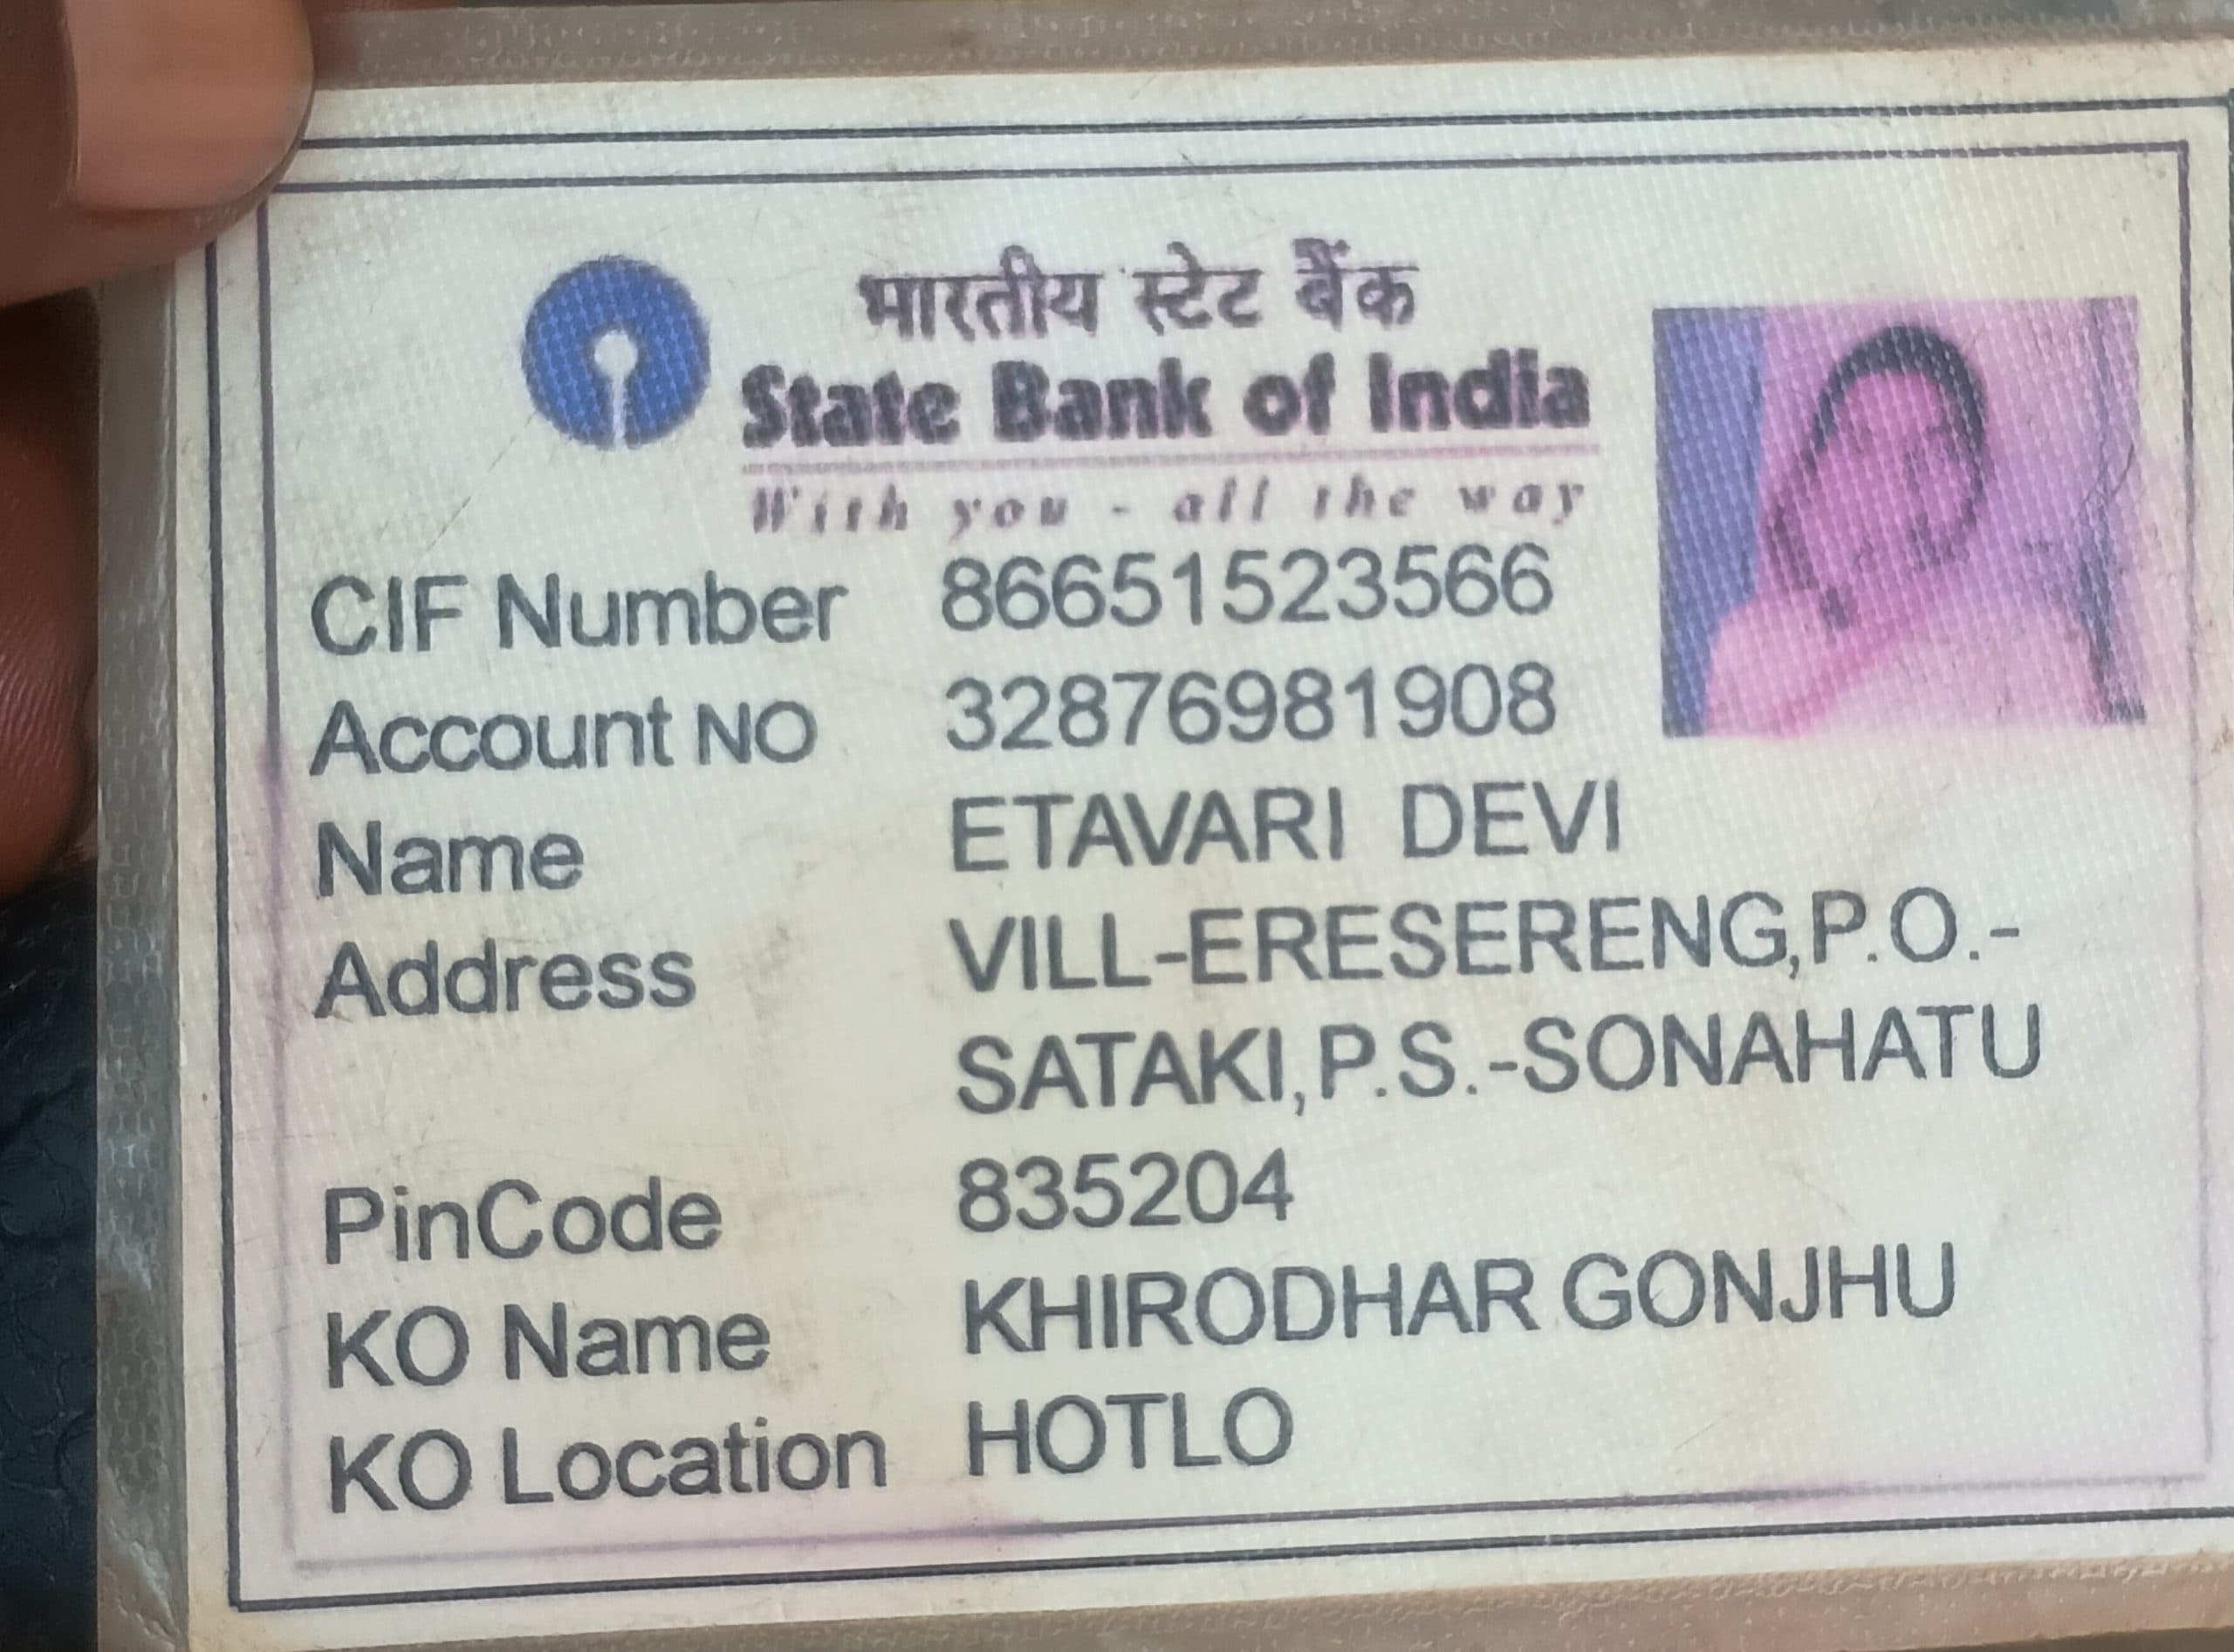 भारतीय स्टेट बैंक
State Bank of India
With you - all the way
CIF Number 86651523566
Account NO 32876981908
Name ETAVARI DEVI
Address VILL-ERESERENG,P.O.-
SATAKI,P.S.-SONAHATU
PinCode 835204
KO Name KHIRODHAR GONJHU
KO Location HOTLO